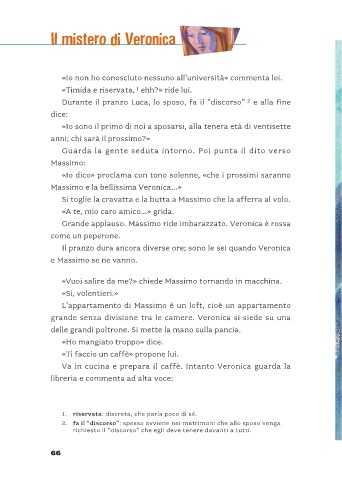 Il mistero di Veronica
«Io non ho conosciuto nessuno all'università» commenta lei.
«Timida e riservata, 1 ehh?» ride lui.
Durante il pranzo Luca, lo sposo, fa il "discorso" 2 e alla fine
dice:
«Io sono il primo di noi a sposarsi, alla tenera età di ventisette
anni; chi sarà il prossimo?»
Guarda la gente seduta intorno. Poi punta il dito verso
Massimo:
«Io dico» proclama con tono solenne, «che i prossimi saranno
Massimo e la bellissima Veronica...»
Si toglie la cravatta e la butta a Massimo che la afferra al volo.
«A te, mio caro amico...» grida.
Grande applauso. Massimo ride imbarazzato. Veronica è rossa
come un peperone.
Il pranzo dura ancora diverse ore; sono le sei quando Veronica
e Massimo se ne vanno.
«Vuoi salire da me?» chiede Massimo tornando in macchina.
«Sì, volentieri.»
L'appartamento di Massimo è un loft, cioè un appartamento
grande senza divisione tra le camere. Veronica si siede su una
delle grandi poltrone. Si mette la mano sulla pancia.
«Ho mangiato troppo» dice.
«Ti faccio un caffè» propone lui.
Va in cucina e prepara il caffè. Intanto Veronica guarda la
libreria e commenta ad alta voce:
1. riservata: discreta, che parla poco di sé.
2. fa il "discorso": spesso avviene nei matrimoni che allo sposo venga
richiesto il "discorso" che egli deve tenere davanti a tutti.
66